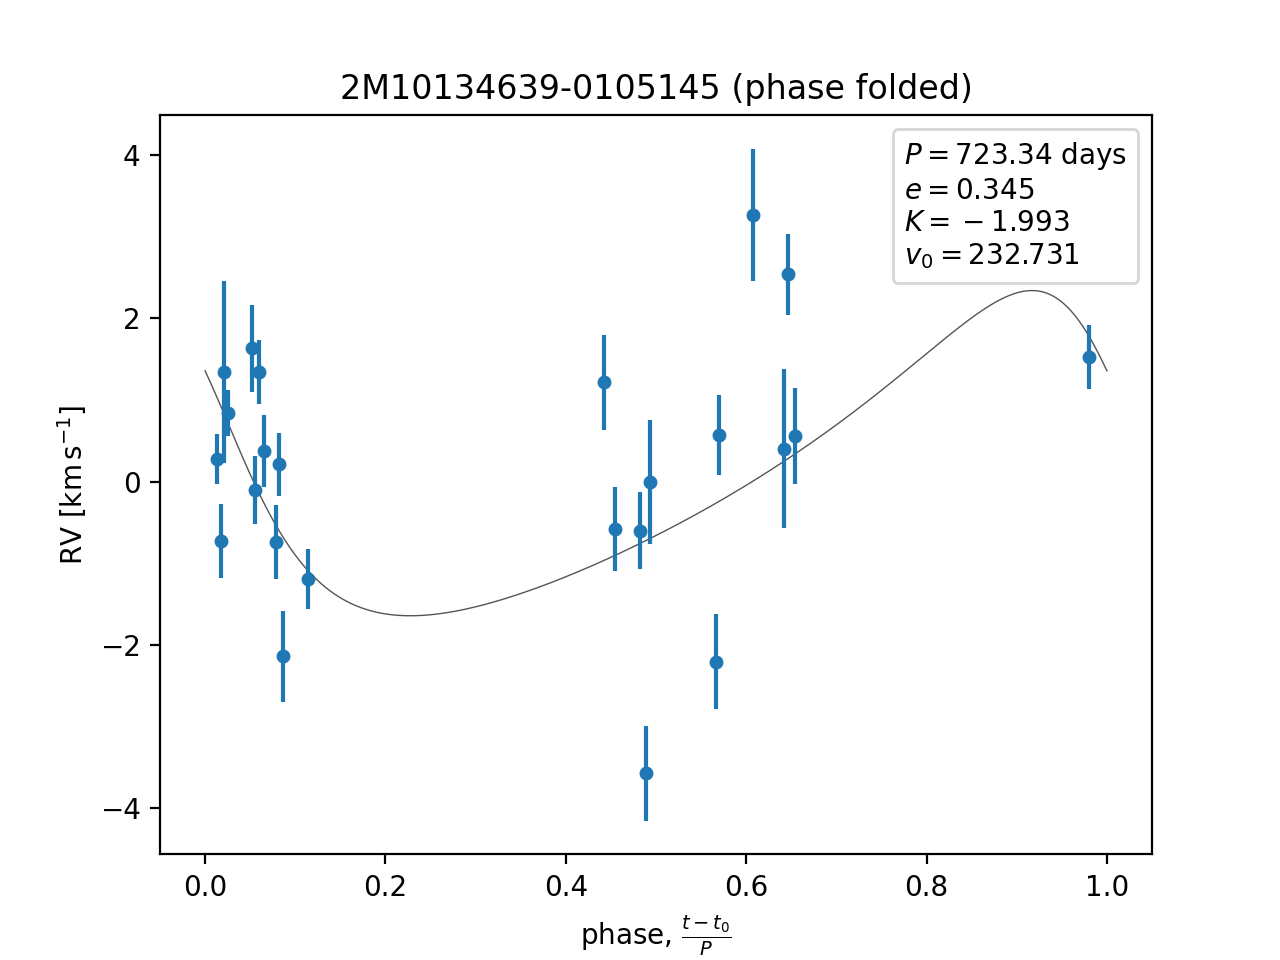 2M10134639-0105145 (phase folded)
P = 723.34 days
e = 0.345
K = −1.993
v₀ = 232.731
RV [km s⁻¹]
4
2
0
−2
−4
0.0 0.2 0.4 0.6 0.8 1.0
phase, (t − t₀)/P